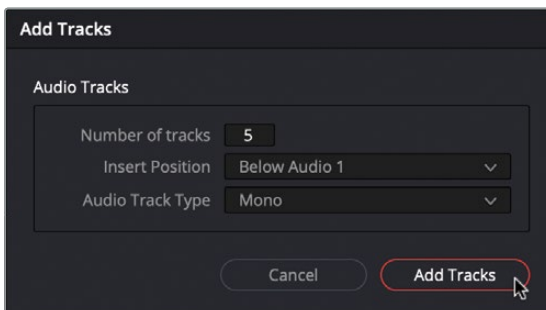 Add Tracks
Audio Tracks
Number of tracks 5
Insert Position Below Audio 1
Audio Track Type Mono
Cancel Add Tracks